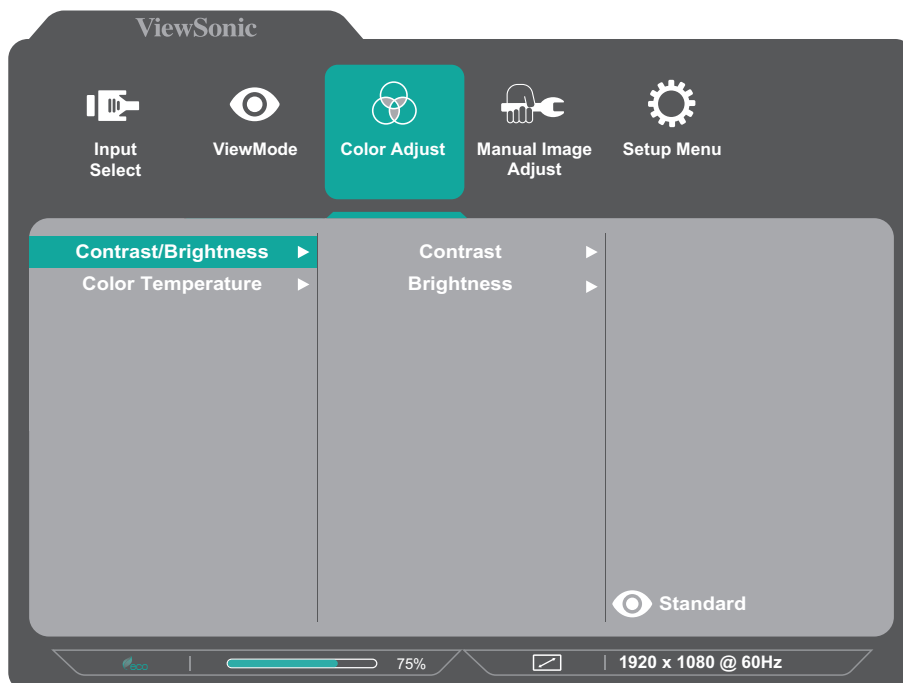 ViewSonic
Input
Select
ViewMode
Color Adjust
Manual Image
Adjust
Setup Menu
Contrast/Brightness
Color Temperature
Contrast
Brightness
Standard
eco
75%
1920 x 1080 @ 60Hz